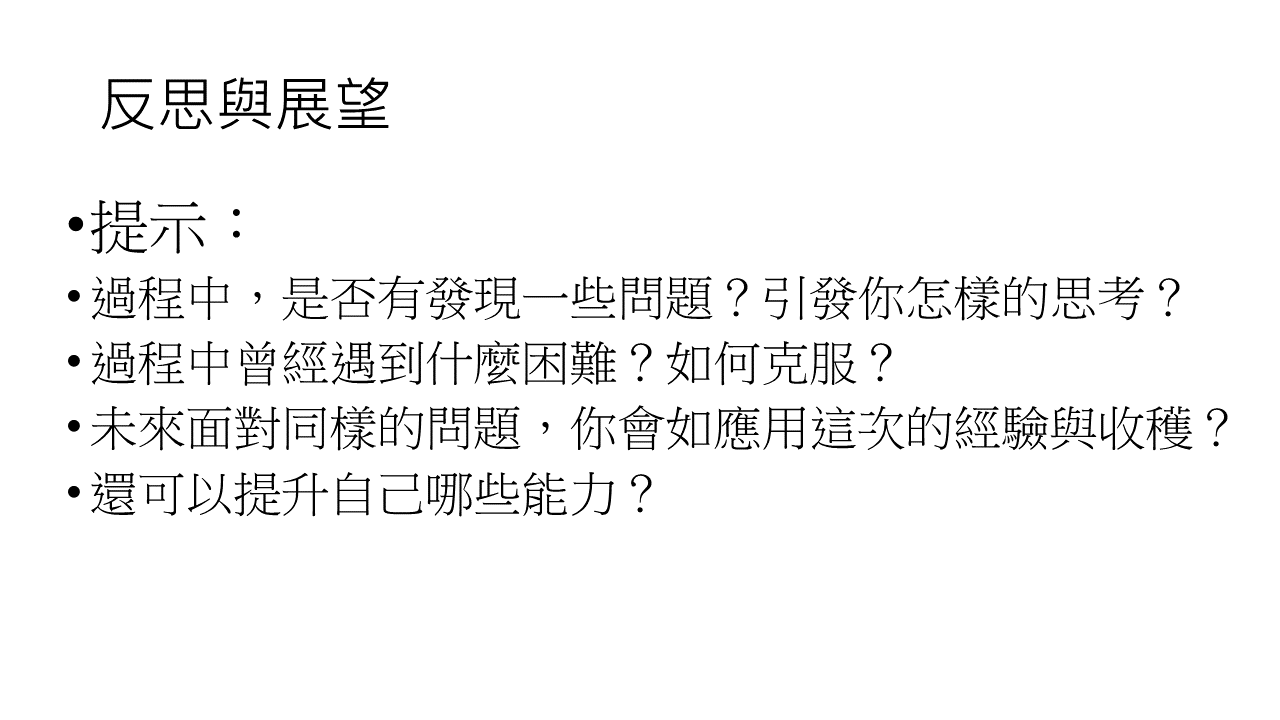 反思與展望
•提示：
•過程中，是否有發現一些問題？引發你怎樣的思考？
•過程中曾經遇到什麼困難？如何克服？
•未來面對同樣的問題，你會如應用這次的經驗與收穫？
•還可以提升自己哪些能力？